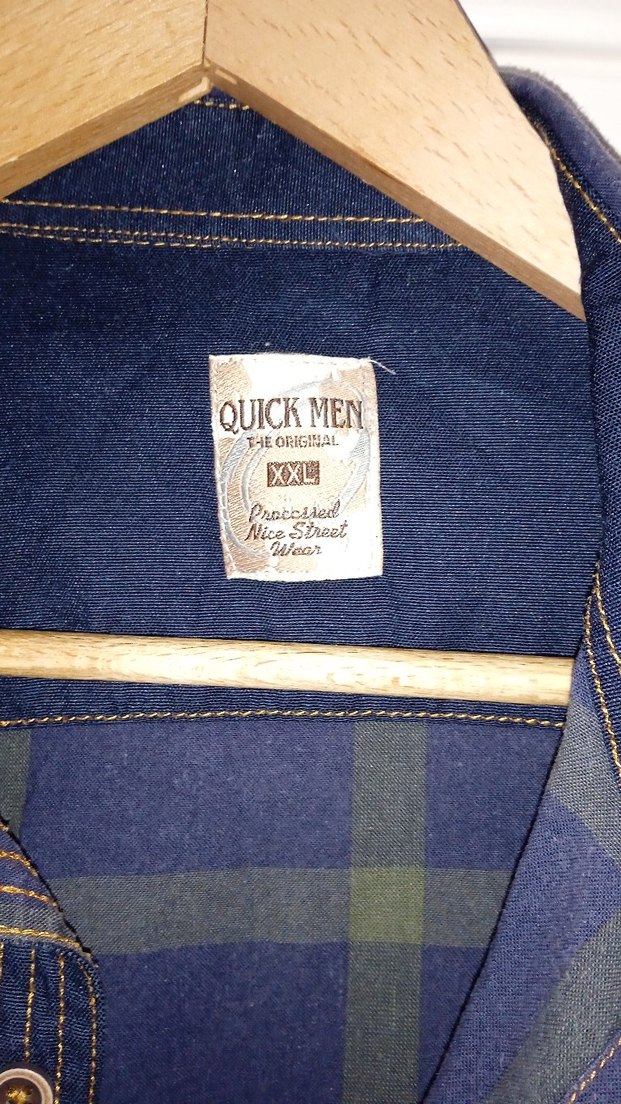 QUICK MEN
THE ORIGINAL
XXL
Processed
Nice Street
Wear